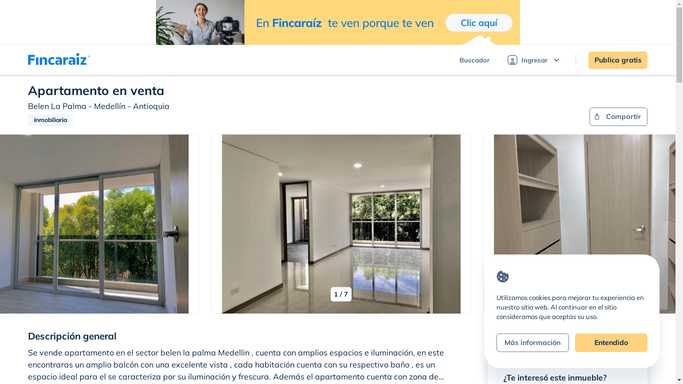 En Fincaraíz te ven porque te ven
Clic aquí
Fincaraíz
Buscador
Ingresar
Publica gratis
Apartamento en venta
Belen La Palma - Medellín - Antioquia
Inmobiliaria
Compartir
1 / 7
Utilizamos cookies para mejorar tu experiencia en
nuestro sitio web. Al continuar en el sitio
consideramos que aceptas su uso.
Más información
Entendido
Descripción general
Se vende apartamento en el sector belen la palma Medellin , cuenta con amplios espacios e iluminación, en este
encontraras un amplio balcón con una excelente vista , cada habitación cuenta con su respectivo baño , es un
espacio ideal para el se caracteriza por su iluminación y frescura. Además el apartamento cuenta con zona de...
¿Te interesó este inmueble?